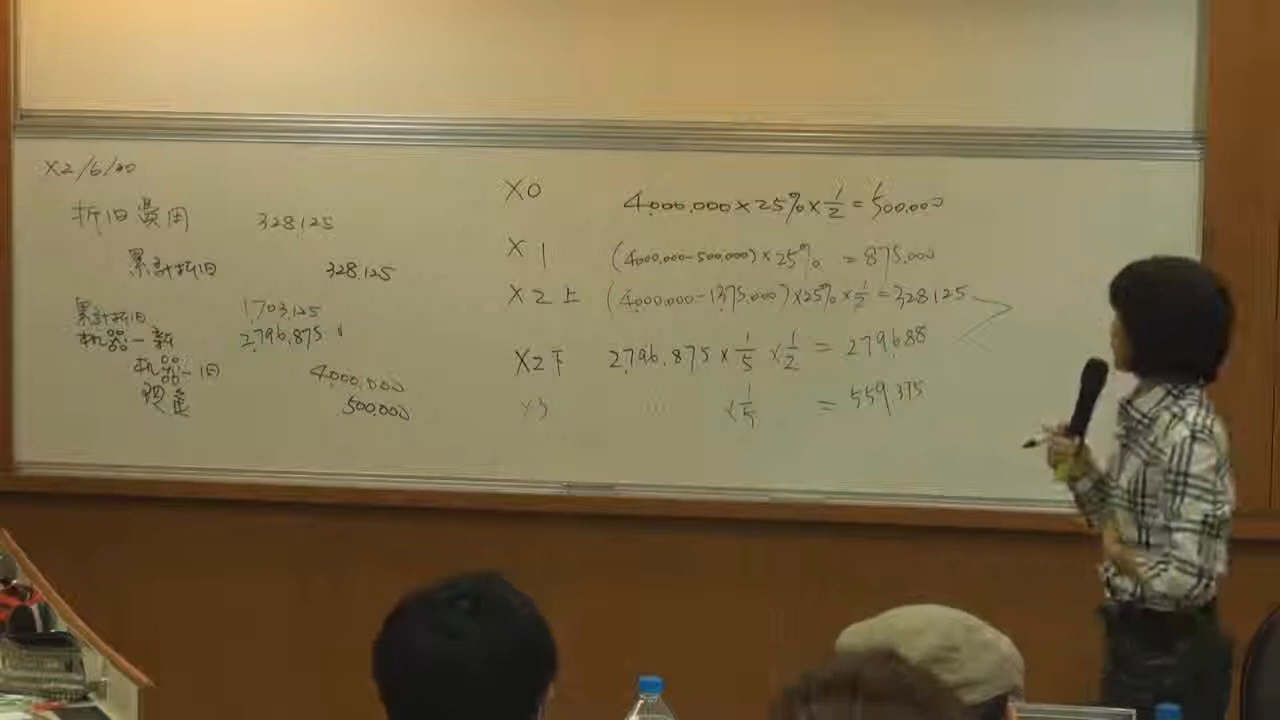 X2/6/30
折旧費用 328,125
累計折旧 328,125
累計折旧 1,703,125
机器-新 2,796,875
机器-旧 4,000,000
現金 500,000
X0 4,000,000×25%×1/2=500,000
X1 (4,000,000-500,000)×25% =875,000
X2上 (4,000,000-1,375,000)×25%×1/2=328,125
X2下 2,796,875×1/5×1/2=279,688
X3 ... ×1/5 = 559,375